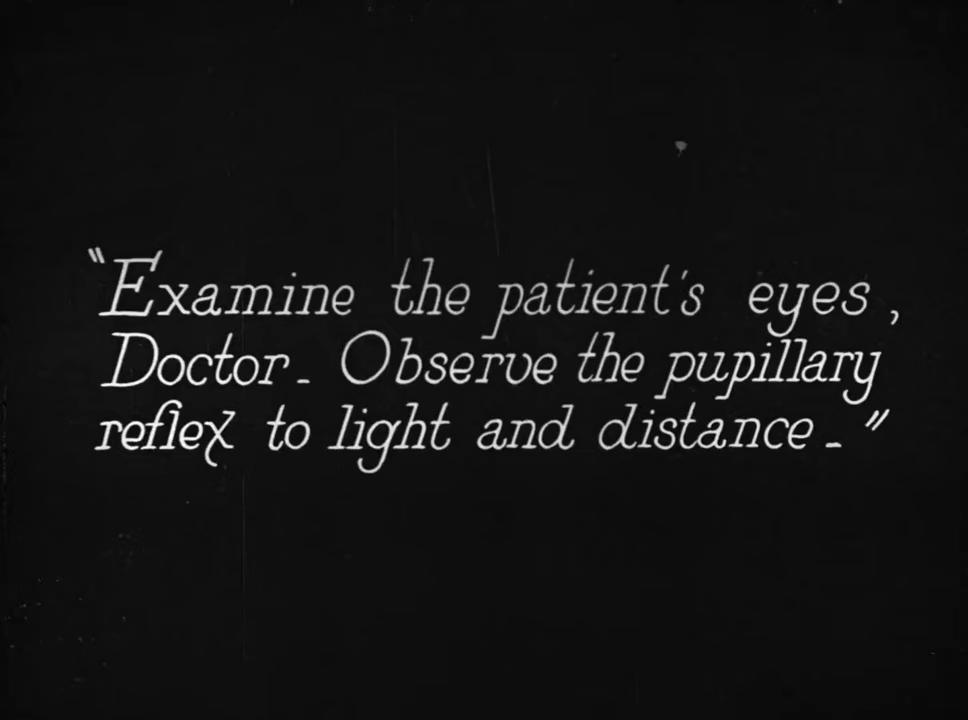 "Examine the patient's eyes,
Doctor. Observe the pupillary
reflex to light and distance."